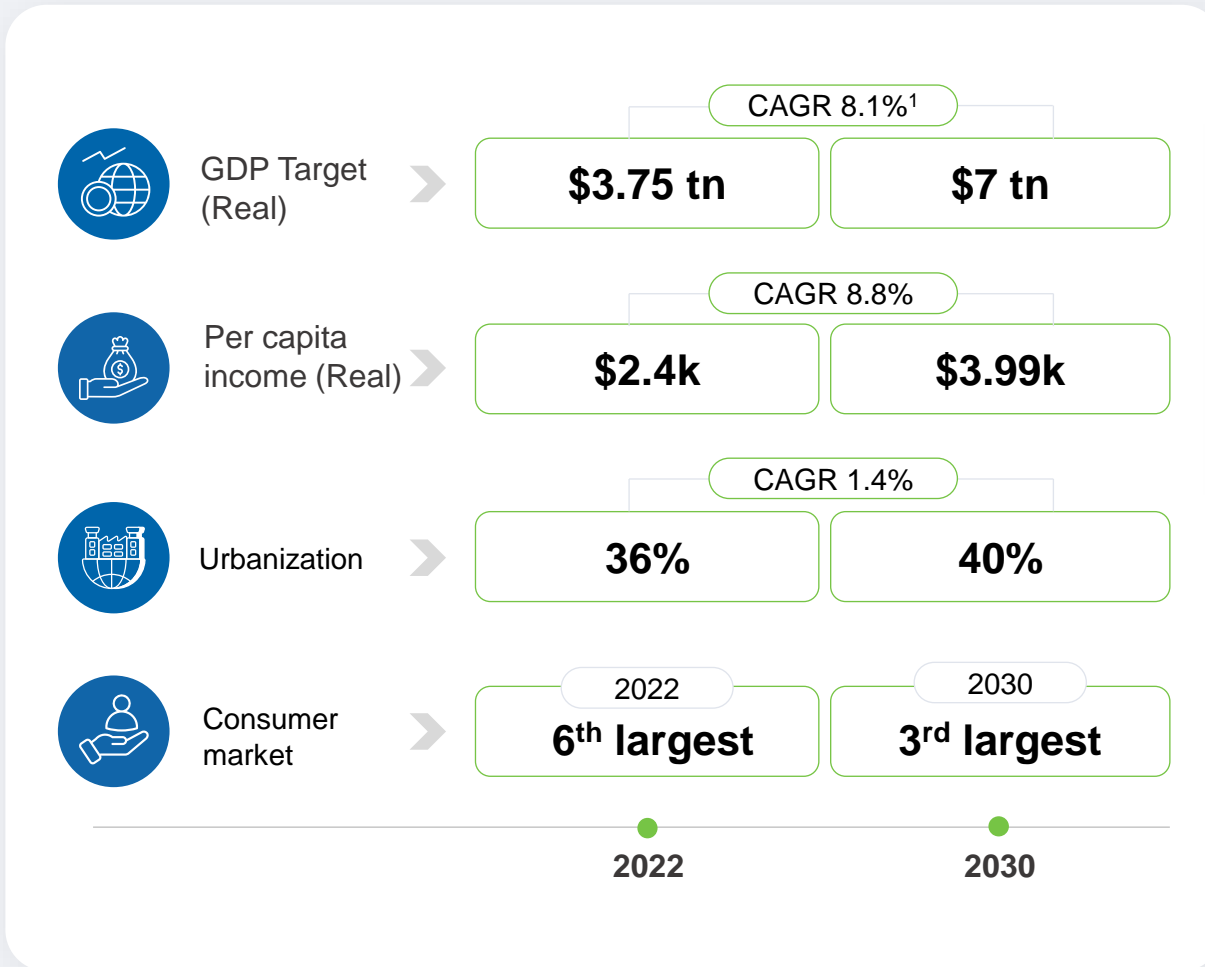 CAGR 8.1%¹
GDP Target
(Real)
$3.75 tn
$7 tn
CAGR 8.8%
Per capita
income (Real)
$2.4k
$3.99k
CAGR 1.4%
Urbanization
36%
40%
2022
2030
Consumer
market
6th largest
3rd largest
2022
2030